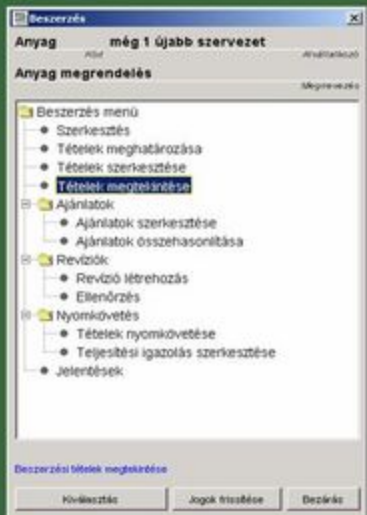 Beszerzés
Anyag még 1 újabb szervezet
Alvállalkozó
Anyag megrendelés
Megnevezés
Beszerzés menü
Szerkesztés
Tételek meghatározása
Tételek szerkesztése
Tételek megtekintése
Ajánlatok
Ajánlatok szerkesztése
Ajánlatok összehasonlítása
Revíziók
Revízió létrehozás
Ellenőrzés
Nyomkövetés
Tételek nyomkövetése
Teljesítési igazolás szerkesztése
Jelentések
Beszerzési tételek megtekintése
Kiválasztás Jogok frissítése Bezárás